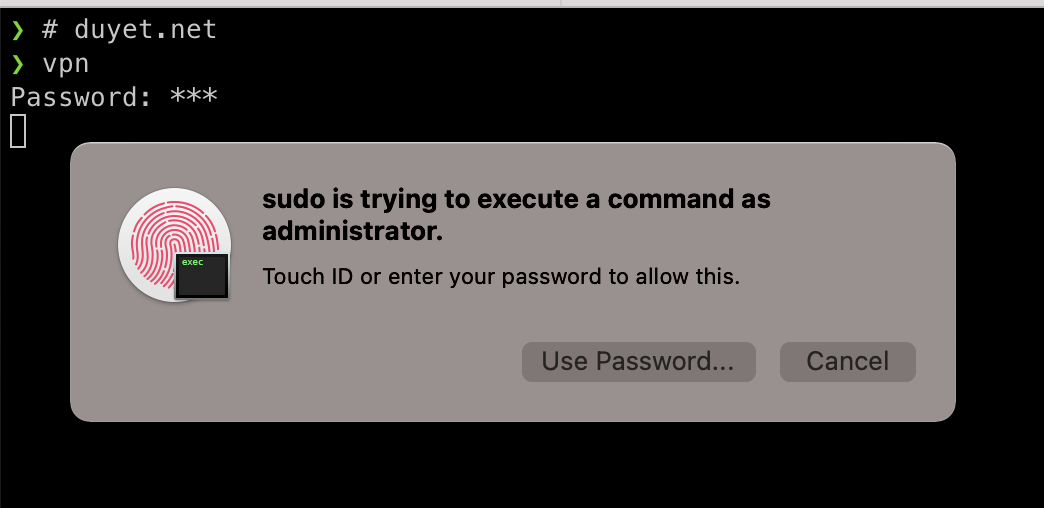 ❯ # duyet.net
❯ vpn
Password: ***
sudo is trying to execute a command as
administrator.
exec
Touch ID or enter your password to allow this.
Use Password...
Cancel